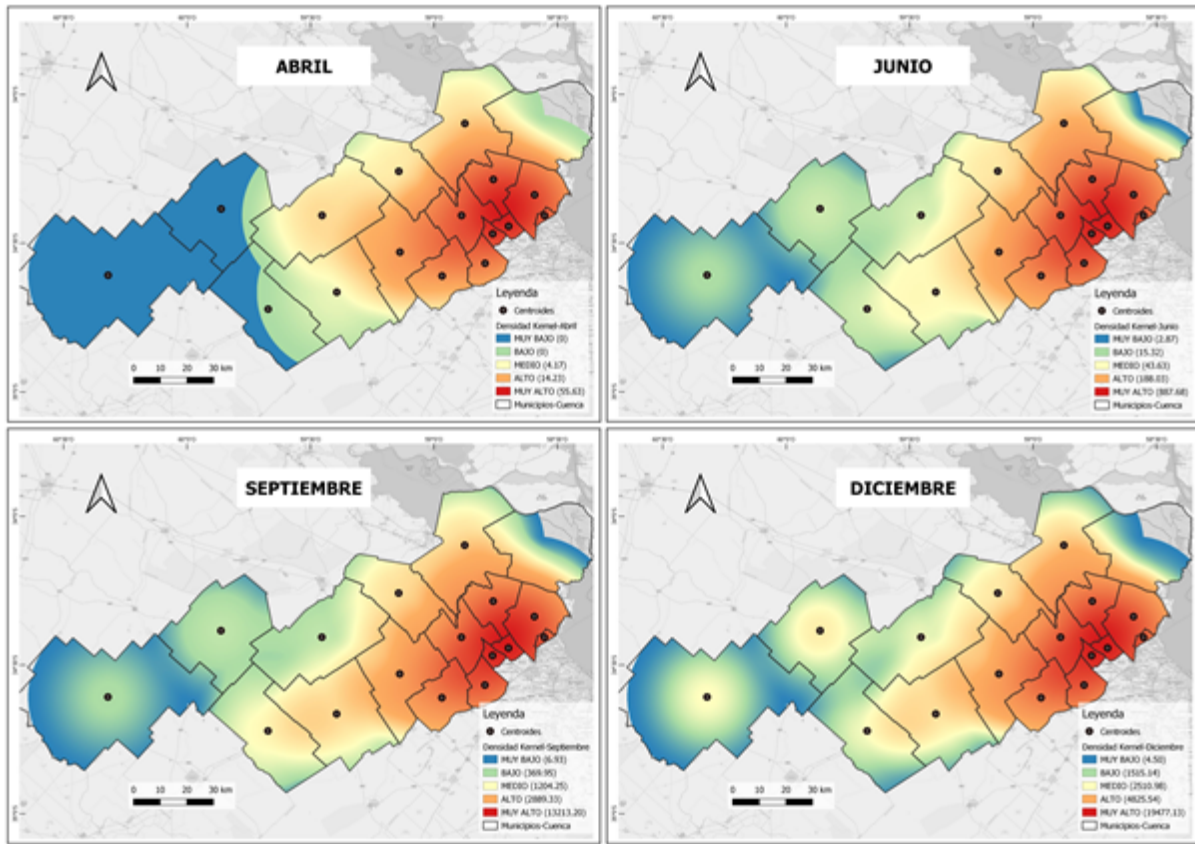 ABRIL
Leyenda
Centroides
Densidad Kernel-Abril
MUY BAJO (0)
BAJO (0)
MEDIO (4.17)
ALTO (14.23)
MUY ALTO (55.63)
Municipios-Cuenca
0 10 20 30 km
JUNIO
Leyenda
Centroides
Densidad Kernel-Junio
MUY BAJO (2.87)
BAJO (15.32)
MEDIO (43.63)
ALTO (188.03)
MUY ALTO (887.68)
Municipios-Cuenca
0 10 20 30 km
SEPTIEMBRE
Leyenda
Centroides
Densidad Kernel-Septiembre
MUY BAJO (6.93)
BAJO (369.95)
MEDIO (1204.25)
ALTO (2889.33)
MUY ALTO (13213.20)
Municipios-Cuenca
0 10 20 30 km
DICIEMBRE
Leyenda
Centroides
Densidad Kernel-Diciembre
MUY BAJO (4.50)
BAJO (1515.14)
MEDIO (2510.98)
ALTO (4825.54)
MUY ALTO (19477.13)
Municipios-Cuenca
0 10 20 30 km